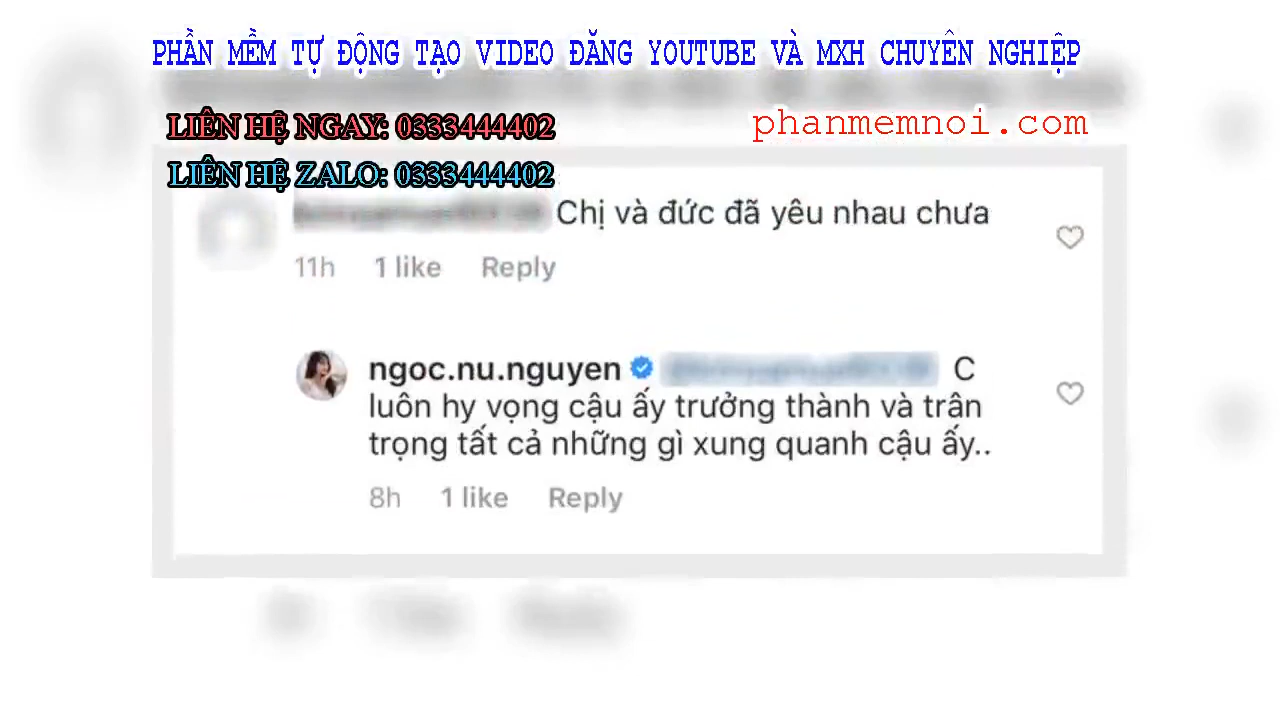 PHẦN MỀM TỰ ĐỘNG TẠO VIDEO ĐĂNG YOUTUBE VÀ MXH CHUYÊN NGHIỆP
LIÊN HỆ NGAY: 0333444402
phanmemnoi.com
LIÊN HỆ ZALO: 0333444402
Chị và đức đã yêu nhau chưa
11h 1 like Reply
ngoc.nu.nguyen C
luôn hy vọng cậu ấy trưởng thành và trận
trọng tất cả những gì xung quanh cậu ấy..
8h 1 like Reply